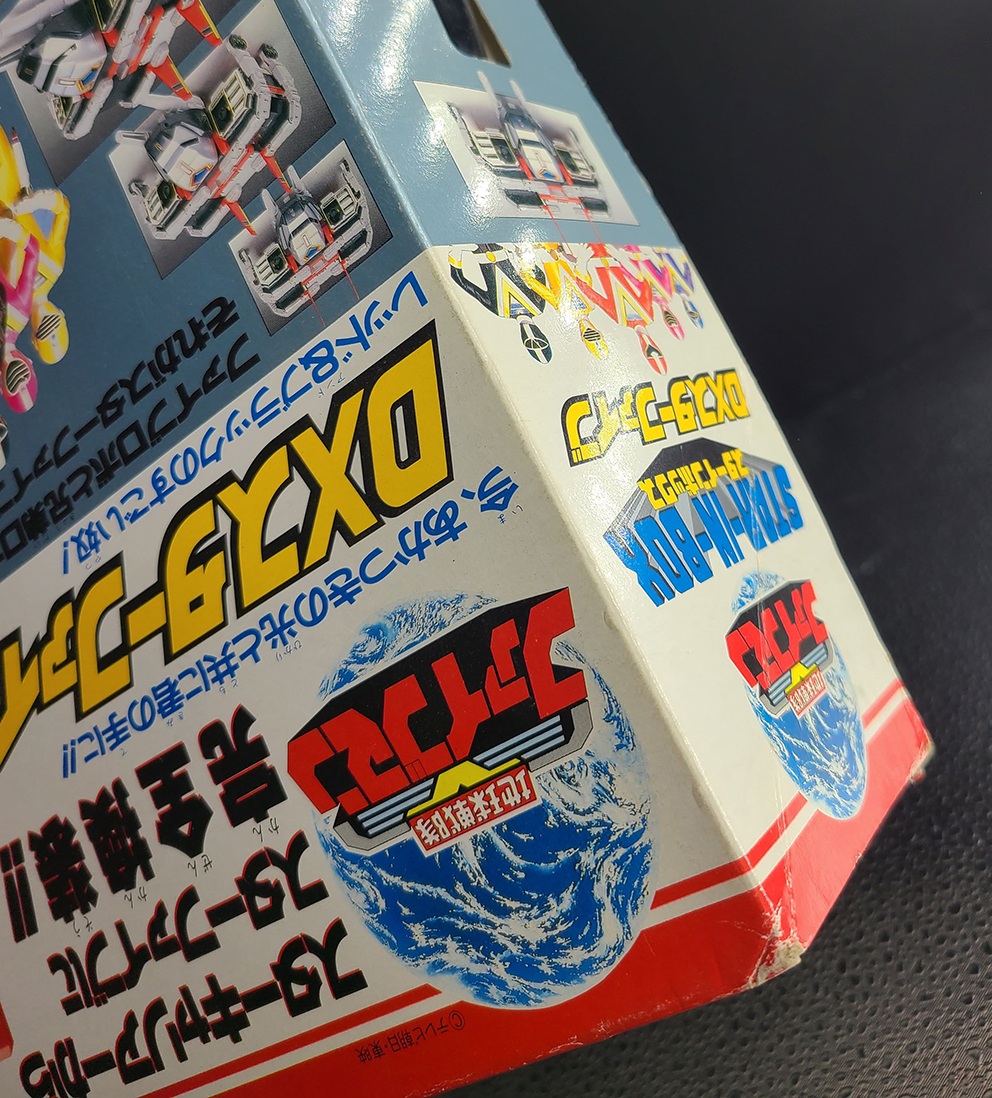 ©テレビ朝日・東映
スターキャリアーから
スターファイブに
完全換装!!
地球戦隊
ファイブマン
今、あかつきの光と共に君の手に!!
DXスターファイ
レッド&ブラックのすごい奴!
ファイブロボと兄弟ロ
それがスターファイ
地球戦隊
ファイブマン
STAR-IN-BOX
スターインボックス
DXスターファイブ